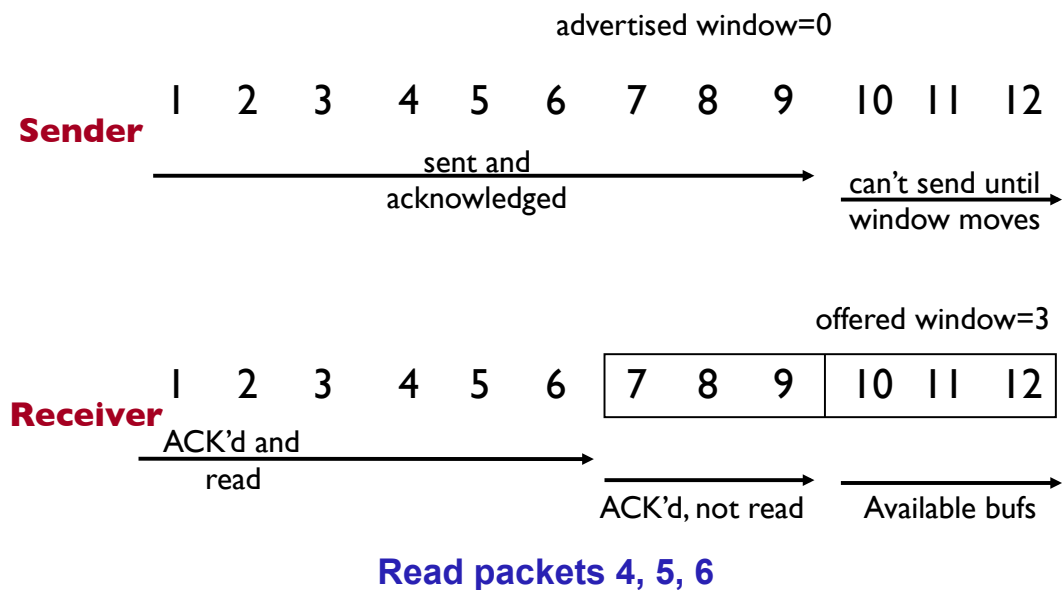 advertised window=0
1 2 3 4 5 6 7 8 9 10 11 12
Sender
sent and
acknowledged
can't send until
window moves
offered window=3
1 2 3 4 5 6 7 8 9 10 11 12
Receiver
ACK'd and
read
ACK'd, not read
Available bufs
Read packets 4, 5, 6